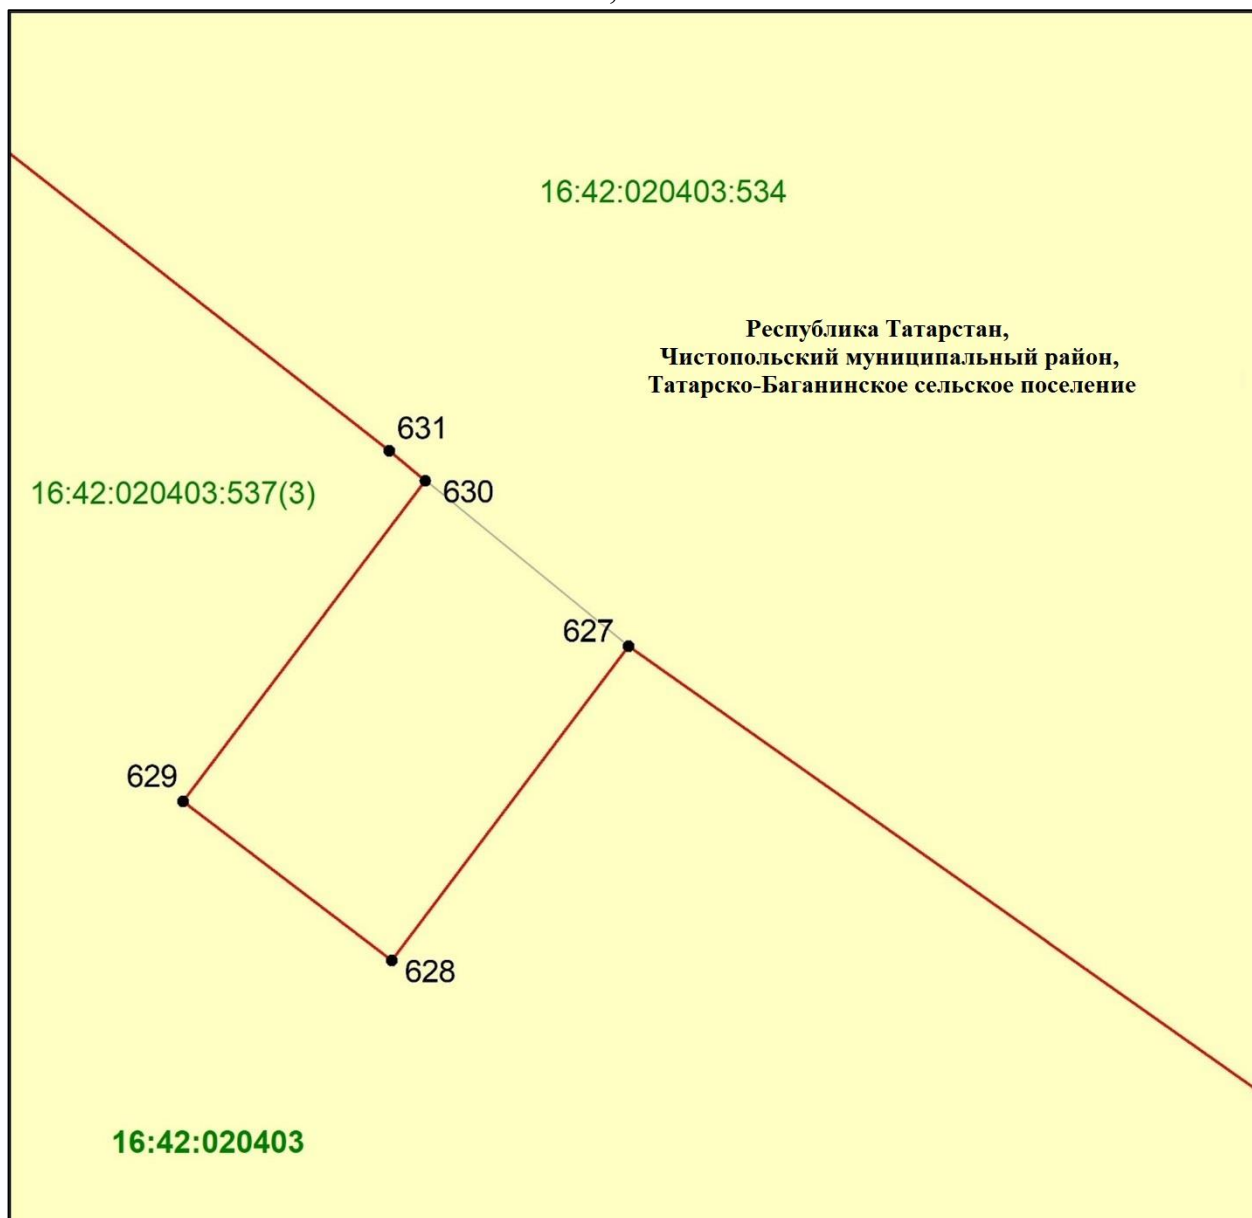 16:42:020403:534
Республика Татарстан,
Чистопольский муниципальный район,
Татарско-Баганинское сельское поселение
631
16:42:020403:537(3)
630
627
629
628
16:42:020403